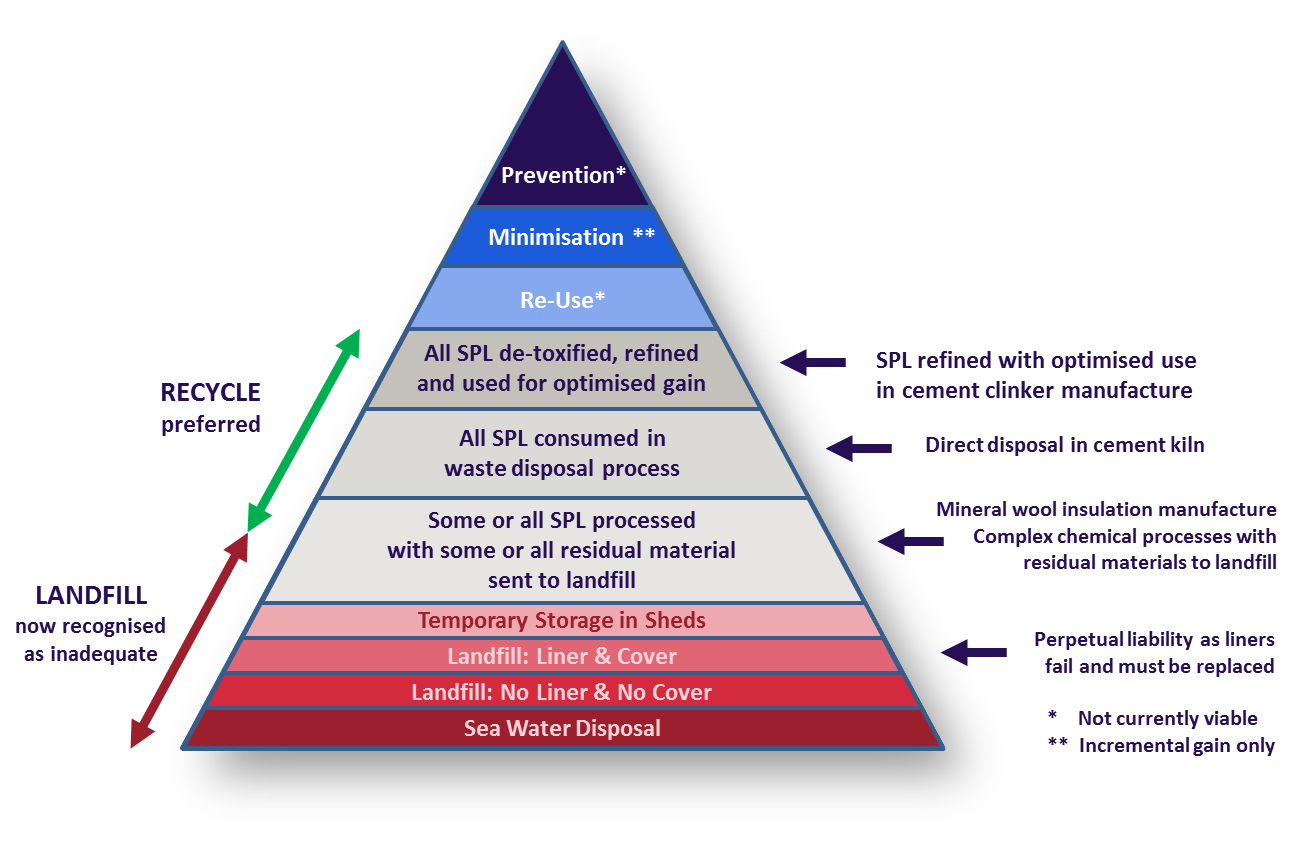 Prevention*
Minimisation **
Re-Use*
All SPL de-toxified, refined
and used for optimised gain
All SPL consumed in
waste disposal process
Some or all SPL processed
with some or all residual material
sent to landfill
Temporary Storage in Sheds
Landfill: Liner & Cover
Landfill: No Liner & No Cover
Sea Water Disposal
RECYCLE
preferred
LANDFILL
now recognised
as inadequate
SPL refined with optimised use
in cement clinker manufacture
Direct disposal in cement kiln
Mineral wool insulation manufacture
Complex chemical processes with
residual materials to landfill
Perpetual liability as liners
fail and must be replaced
* Not currently viable
** Incremental gain only